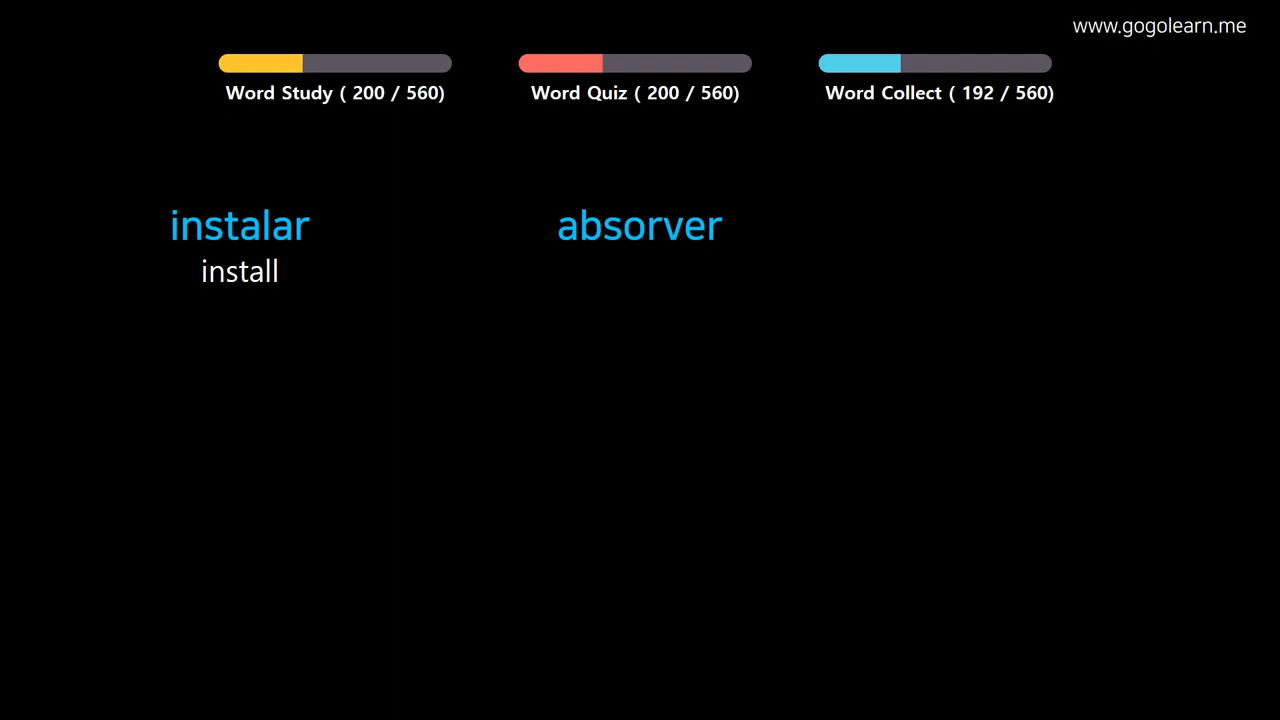 www.gogolearn.me
Word Study ( 200 / 560)
Word Quiz ( 200 / 560)
Word Collect ( 192 / 560)
instalar
install
absorver